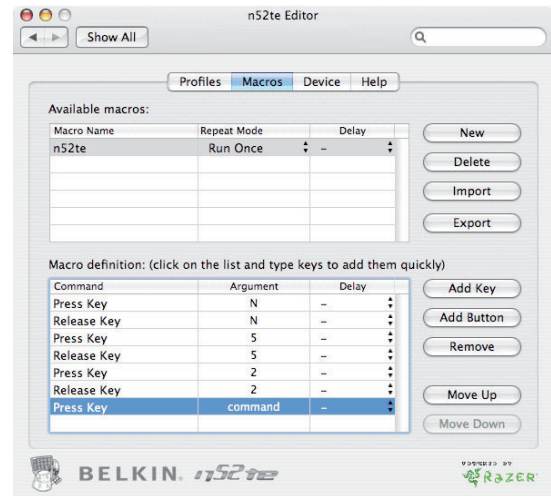 n52te Editor
Show All
Profiles Macros Device Help
Available macros:
Macro Name Repeat Mode Delay
n52te Run Once –
New
Delete
Import
Export
Macro definition: (click on the list and type keys to add them quickly)
Command Argument Delay
Press Key N –
Release Key N –
Press Key 5 –
Release Key 5 –
Press Key 2 –
Release Key 2 –
Press Key command –
Add Key
Add Button
Remove
Move Up
Move Down
POWERED BY
BELKIN. n52te RAZER